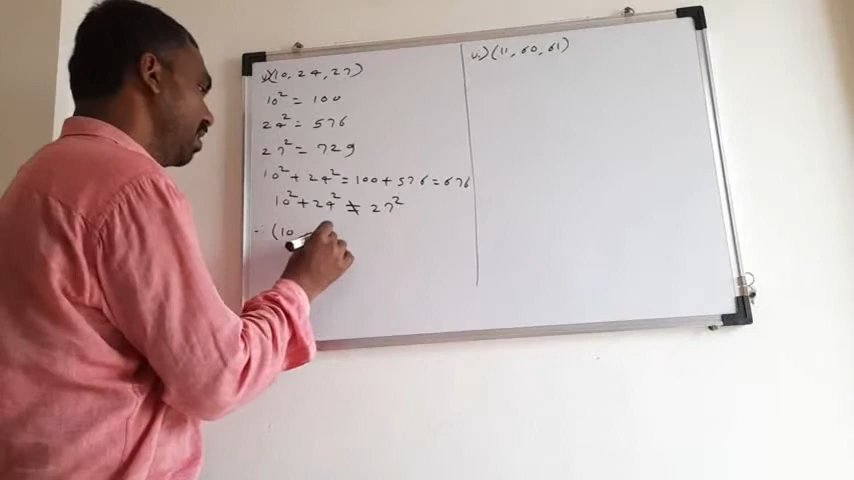 v) (10, 24, 27)
10² = 100
24² = 576
27² = 729
10² + 24² = 100 + 576 = 676
10² + 24² ≠ 27²
∴ (10
vi) (11, 60, 61)